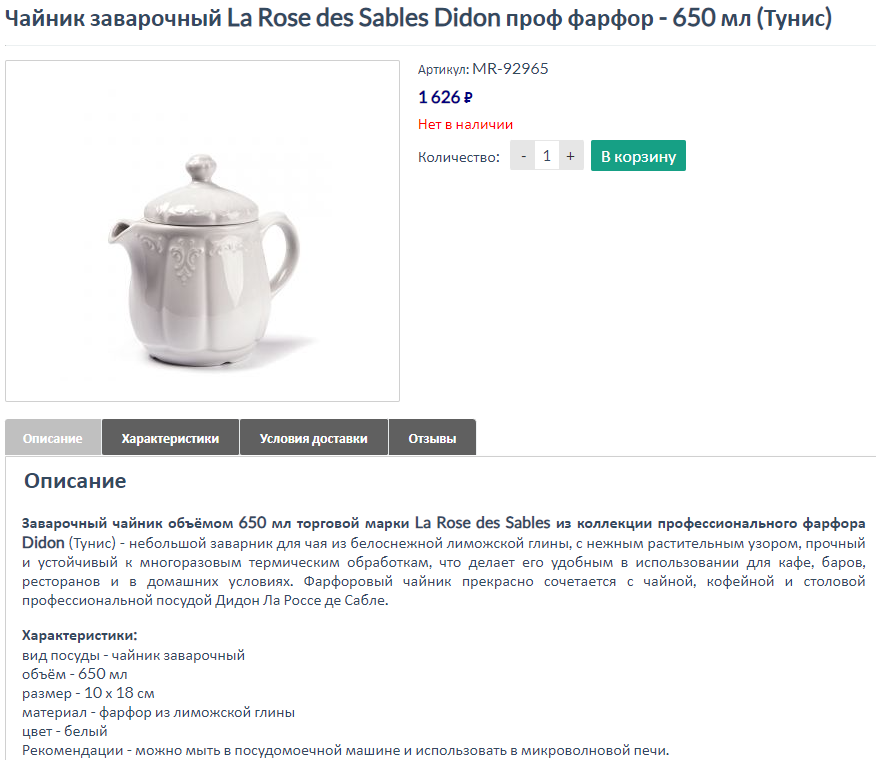 Чайник заварочный La Rose des Sables Didon проф фарфор - 650 мл (Тунис)
Артикул: MR-92965
1 626 ₽
Нет в наличии
Количество: - 1 + В корзину
Описание Характеристики Условия доставки Отзывы
Описание
Заварочный чайник объёмом 650 мл торговой марки La Rose des Sables из коллекции профессионального фарфора
Didon (Тунис) - небольшой заварник для чая из белоснежной лиможской глины, с нежным растительным узором, прочный
и устойчивый к многоразовым термическим обработкам, что делает его удобным в использовании для кафе, баров,
ресторанов и в домашних условиях. Фарфоровый чайник прекрасно сочетается с чайной, кофейной и столовой
профессиональной посудой Дидон Ла Россе де Сабле.
Характеристики:
вид посуды - чайник заварочный
объём - 650 мл
размер - 10 х 18 см
материал - фарфор из лиможской глины
цвет - белый
Рекомендации - можно мыть в посудомоечной машине и использовать в микроволновой печи.